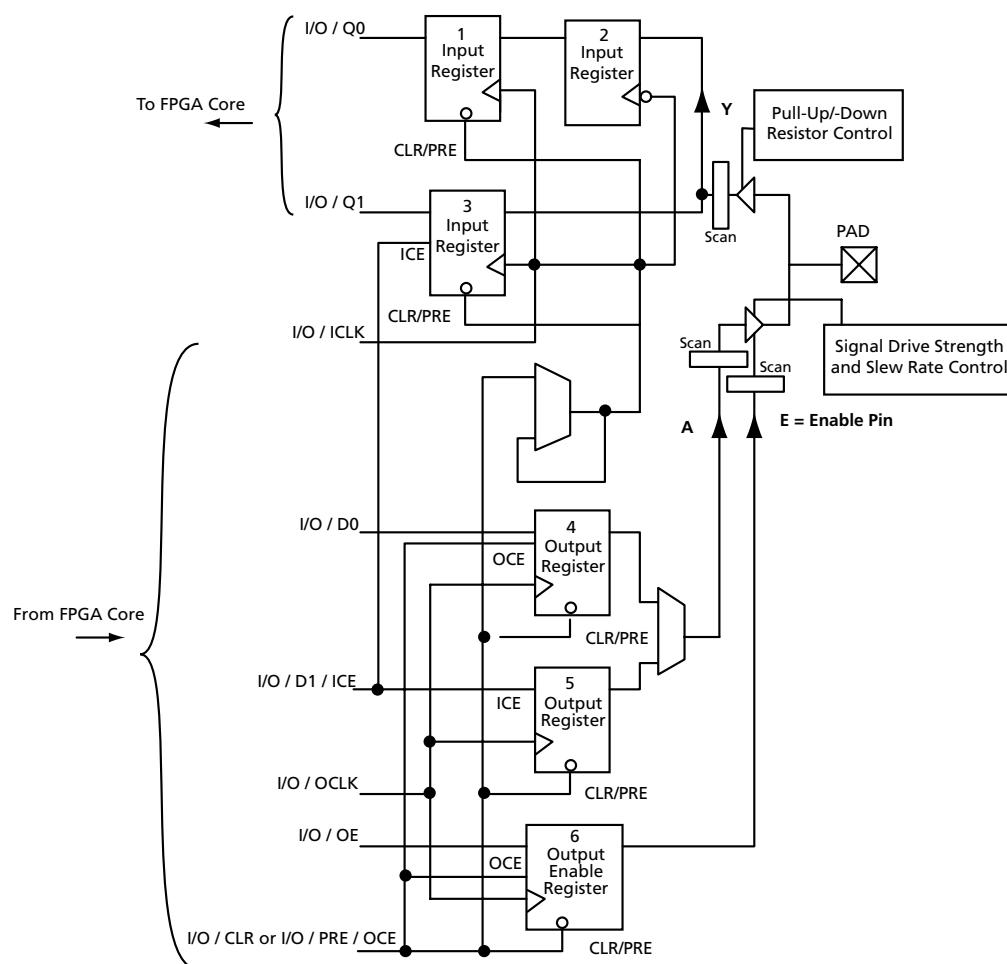 I/O / Q0
1
Input
Register
2
Input
Register
To FPGA Core
Y
Pull-Up/-Down
Resistor Control
CLR/PRE
I/O / Q1
3
Input
Register
Scan
PAD
ICE
CLR/PRE
I/O / ICLK
Scan
Signal Drive Strength
and Slew Rate Control
Scan
A
E = Enable Pin
I/O / D0
4
Output
Register
OCE
From FPGA Core
CLR/PRE
I/O / D1 / ICE
5
Output
Register
ICE
I/O / OCLK
CLR/PRE
I/O / OE
6
Output
Enable
Register
OCE
I/O / CLR or I/O / PRE / OCE
CLR/PRE